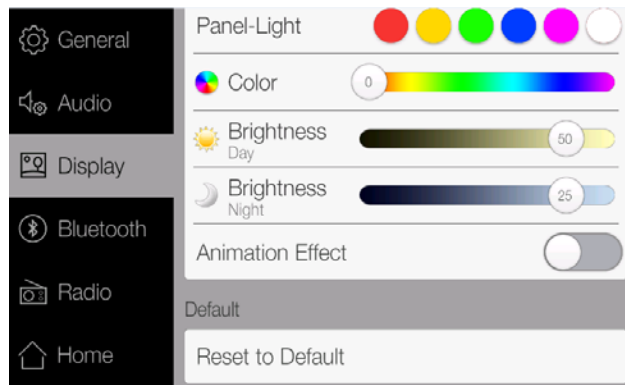 General
Audio
Display
Bluetooth
Radio
Home
Panel-Light
Color
0
Brightness
Day
50
Brightness
Night
25
Animation Effect
Default
Reset to Default